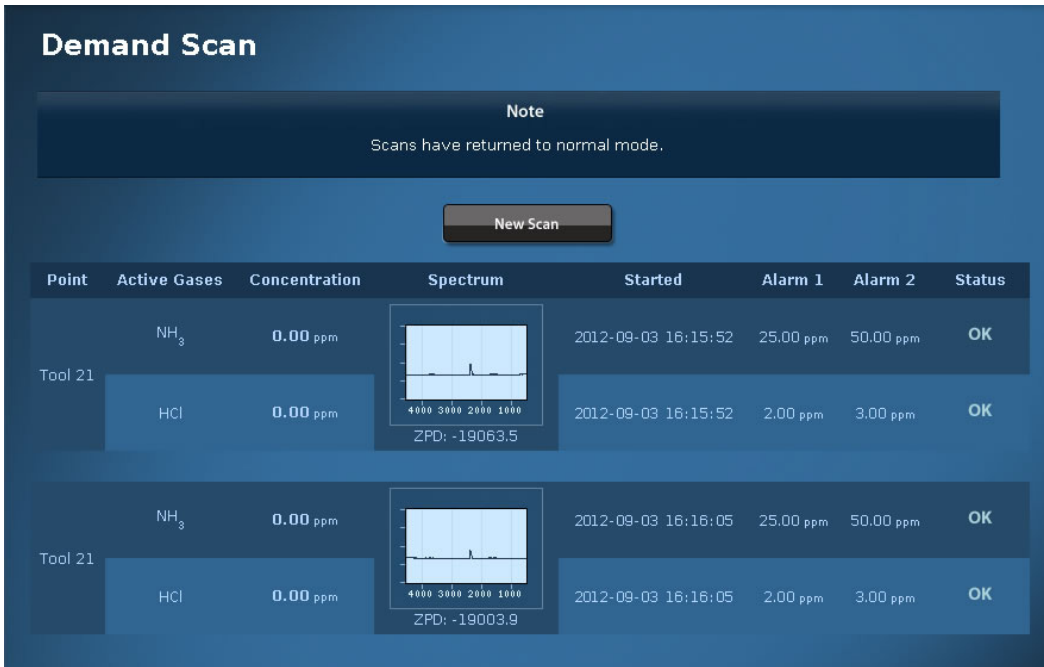 Demand Scan
Note
Scans have returned to normal mode.
New Scan
Point Active Gases Concentration Spectrum Started Alarm 1 Alarm 2 Status
Tool 21
NH₃ 0.00 ppm 2012-09-03 16:15:52 25.00 ppm 50.00 ppm OK
HCl 0.00 ppm 2012-09-03 16:15:52 2.00 ppm 3.00 ppm OK
4000 3000 2000 1000
ZPD: -19063.5
Tool 21
NH₃ 0.00 ppm 2012-09-03 16:16:05 25.00 ppm 50.00 ppm OK
HCl 0.00 ppm 2012-09-03 16:16:05 2.00 ppm 3.00 ppm OK
4000 3000 2000 1000
ZPD: -19003.9